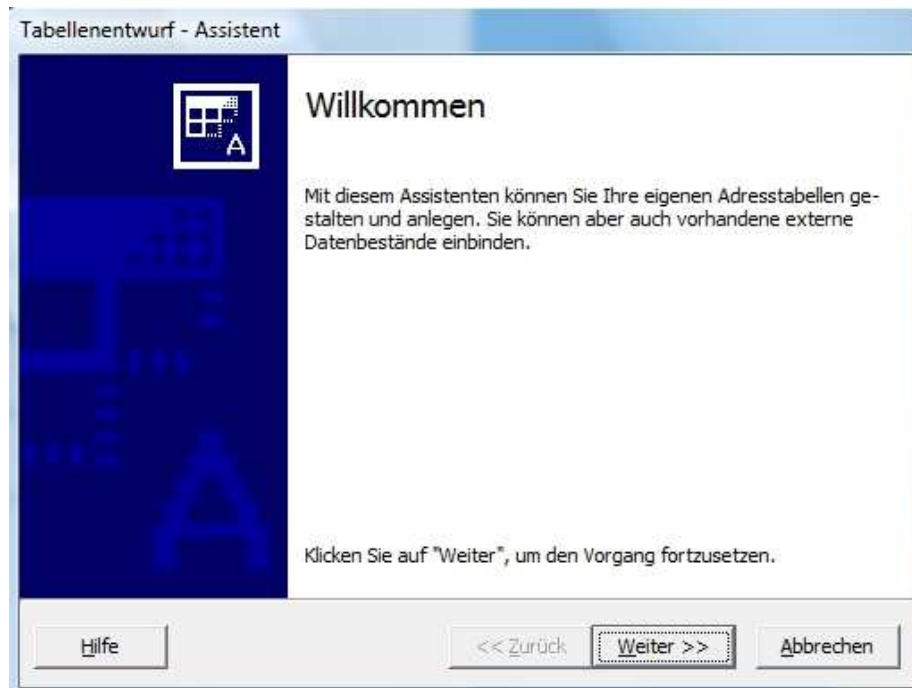 Tabellenentwurf - Assistent
A
Willkommen
Mit diesem Assistenten können Sie Ihre eigenen Adresstabellen ge-
stalten und anlegen. Sie können aber auch vorhandene externe
Datenbestände einbinden.
A
Klicken Sie auf "Weiter", um den Vorgang fortzusetzen.
Hilfe
<< Zurück
Weiter >>
Abbrechen